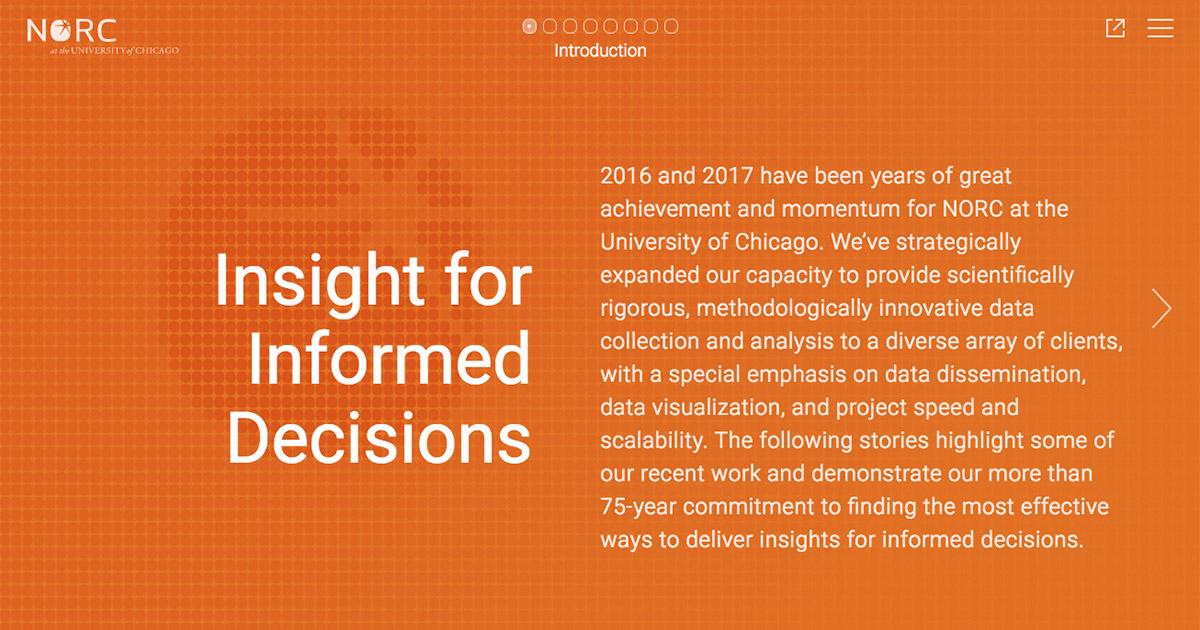 NORC
at the UNIVERSITY of CHICAGO
Introduction
Insight for
Informed
Decisions
2016 and 2017 have been years of great
achievement and momentum for NORC at the
University of Chicago. We’ve strategically
expanded our capacity to provide scientifically
rigorous, methodologically innovative data
collection and analysis to a diverse array of clients,
with a special emphasis on data dissemination,
data visualization, and project speed and
scalability. The following stories highlight some of
our recent work and demonstrate our more than
75-year commitment to finding the most effective
ways to deliver insights for informed decisions.